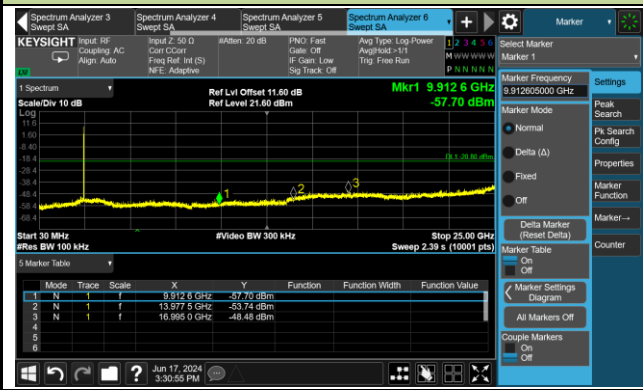 Spectrum Analyzer 3
Swept SA
Spectrum Analyzer 4
Swept SA
Spectrum Analyzer 5
Swept SA
Spectrum Analyzer 6
Swept SA
Marker
KEYSIGHT
Input: RF
Coupling: AC
Align: Auto
Input Z: 50 Ω
Corr CCorr
Freq Ref: Int (S)
NFE: Adaptive
#Atten: 20 dB
PNO: Fast
Gate: Off
IF Gain: Low
Sig Track: Off
Avg Type: Log-Power
Avg|Hold:>1/1
Trig: Free Run
1 2 3 4 5 6
M W W W W W
P N N N N N
LXI
1 Spectrum
Scale/Div 10 dB
Log
Ref Lvl Offset 11.60 dB
Ref Level 21.60 dBm
Mkr1 9.912 6 GHz
-57.70 dBm
11.6
1.60
-8.40
-18.4
-28.4
-38.4
-48.4
-58.4
-68.4
DL1 -20.80 dBm
1
2
3
Start 30 MHz
#Res BW 100 kHz
#Video BW 300 kHz
Stop 25.00 GHz
Sweep 2.39 s (10001 pts)
5 Marker Table
Mode Trace Scale X Y Function Function Width Function Value
1 N 1 f 9.912 6 GHz -57.70 dBm
2 N 1 f 13.977 5 GHz -53.74 dBm
3 N 1 f 16.995 0 GHz -48.48 dBm
4
5
6
Jun 17, 2024
3:30:55 PM
Select Marker
Marker 1
Marker Frequency
9.912605000 GHz
Marker Mode
Normal
Delta (Δ)
Fixed
Off
Delta Marker
(Reset Delta)
Marker Table
On
Off
Marker Settings
Diagram
All Markers Off
Couple Markers
On
Off
Settings
Peak
Search
Pk Search
Config
Properties
Marker
Function
Marker→
Counter